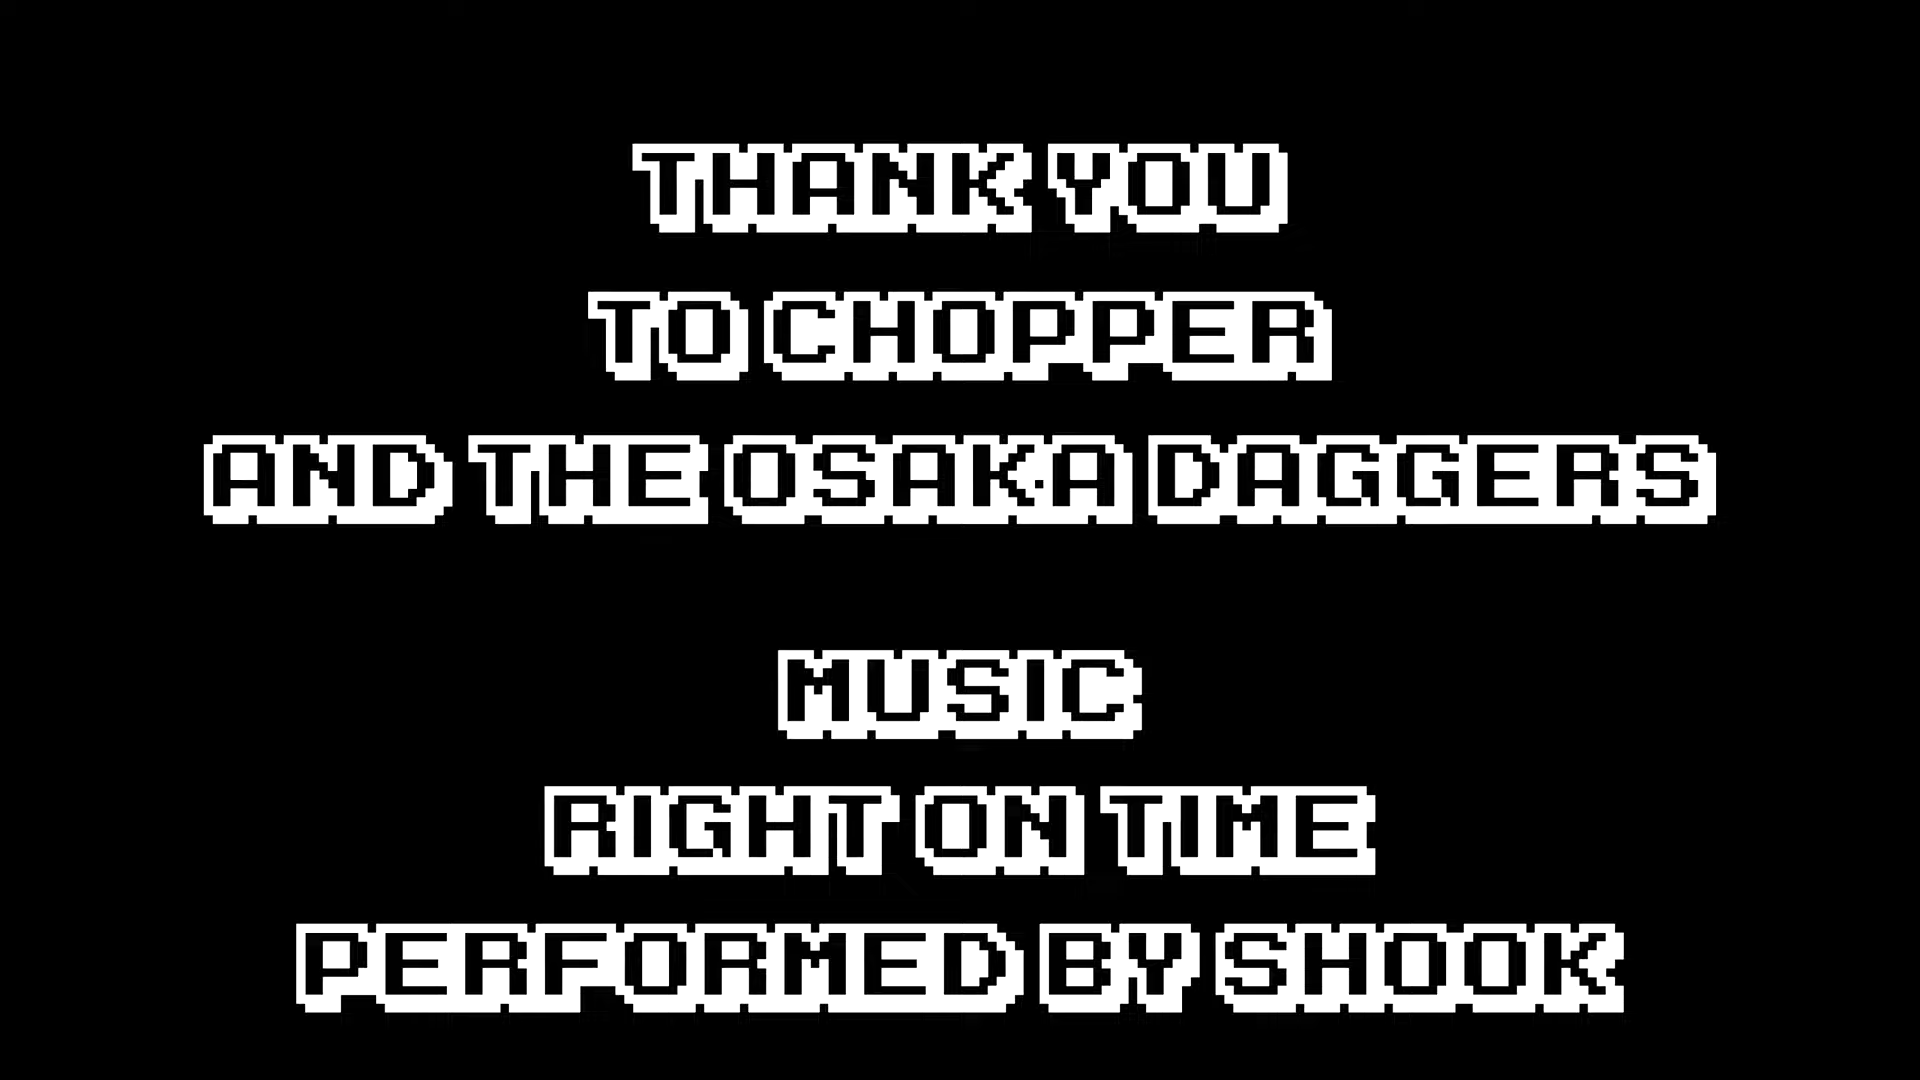 THANK YOU
TO CHOPPER
AND THE OSAKA DAGGERS
MUSIC
RIGHT ON TIME
PERFORMED BY SHOOK